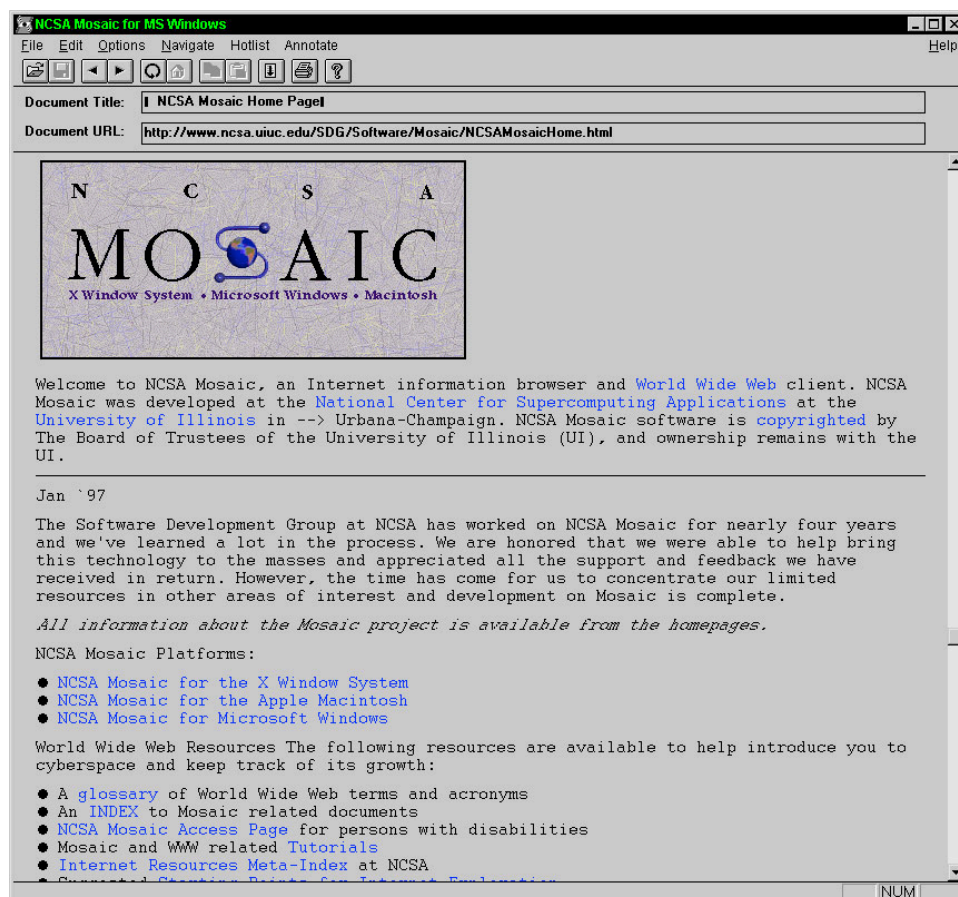 NCSA Mosaic for MS Windows
File Edit Options Navigate Hotlist Annotate Help
Document Title: NCSA Mosaic Home Page
Document URL: http://www.ncsa.uiuc.edu/SDG/Software/Mosaic/NCSAMosaicHome.html
N C S A
MOSAIC
X Window System • Microsoft Windows • Macintosh
Welcome to NCSA Mosaic, an Internet information browser and World Wide Web client. NCSA
Mosaic was developed at the National Center for Supercomputing Applications at the
University of Illinois in --> Urbana-Champaign. NCSA Mosaic software is copyrighted by
The Board of Trustees of the University of Illinois (UI), and ownership remains with the
UI.
Jan `97
The Software Development Group at NCSA has worked on NCSA Mosaic for nearly four years
and we've learned a lot in the process. We are honored that we were able to help bring
this technology to the masses and appreciated all the support and feedback we have
received in return. However, the time has come for us to concentrate our limited
resources in other areas of interest and development on Mosaic is complete.
All information about the Mosaic project is available from the homepages.
NCSA Mosaic Platforms:
● NCSA Mosaic for the X Window System
● NCSA Mosaic for the Apple Macintosh
● NCSA Mosaic for Microsoft Windows
World Wide Web Resources The following resources are available to help introduce you to
cyberspace and keep track of its growth:
● A glossary of World Wide Web terms and acronyms
● An INDEX to Mosaic related documents
● NCSA Mosaic Access Page for persons with disabilities
● Mosaic and WWW related Tutorials
● Internet Resources Meta-Index at NCSA
● Suggested Starting Points for Internet Exploration
NUM